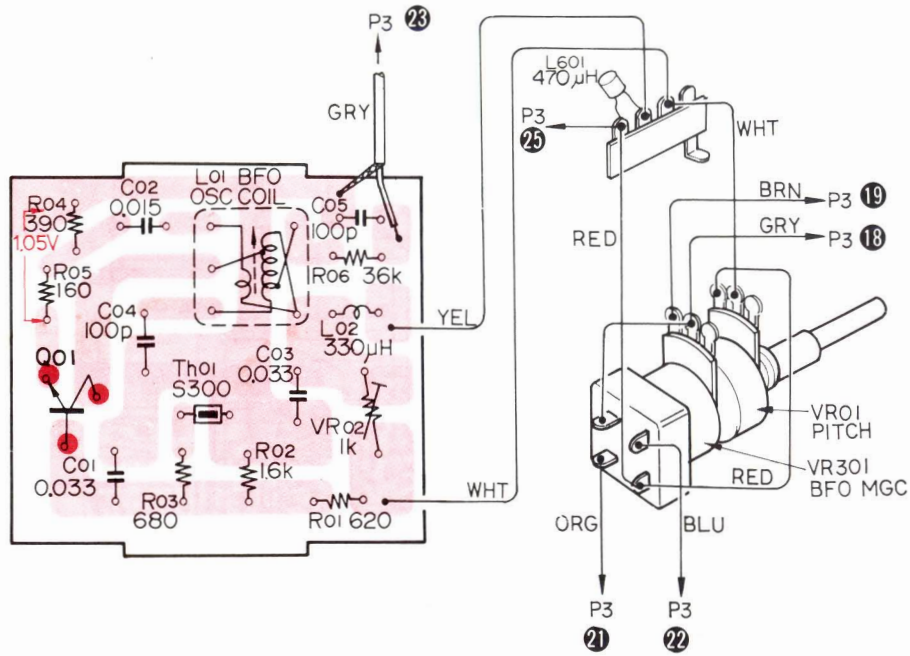 P3 23
GRY
L601
470μH
P3
25
WHT
BRN
P3 19
GRY
P3 18
RED
YEL
WHT
R04
390
1.05V
C02
0.015
L01 BFO
OSC COIL
C05
100p
R05
160
R06 36k
C04
100p
L02
330μH
Q01
Th01
S300
C03
0.033
VR02
1k
C01
0.033
R03
680
R02
1.6k
R01 620
VR01
PITCH
VR301
BFO MGC
RED
ORG
BLU
P3
21
P3
22